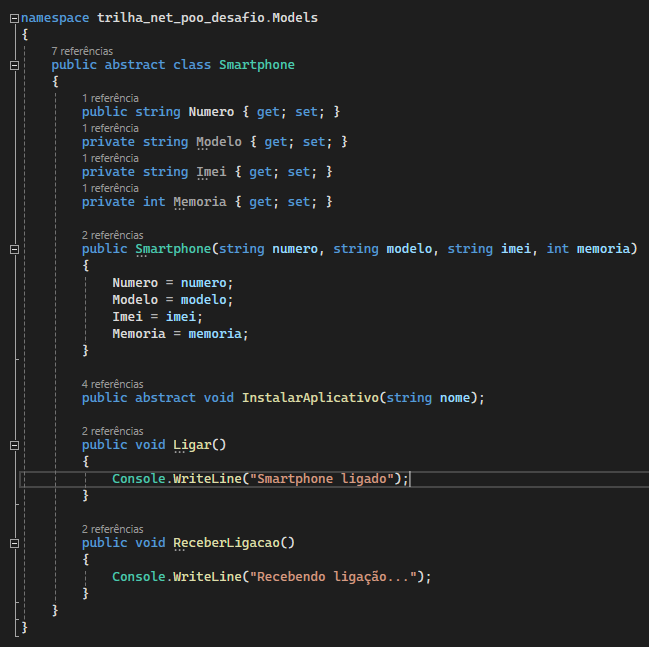 namespace trilha_net_poo_desafio.Models
{
7 referências
public abstract class Smartphone
{
1 referência
public string Numero { get; set; }
1 referência
private string Modelo { get; set; }
1 referência
private string Imei { get; set; }
1 referência
private int Memoria { get; set; }
2 referências
public Smartphone(string numero, string modelo, string imei, int memoria)
{
Numero = numero;
Modelo = modelo;
Imei = imei;
Memoria = memoria;
}
4 referências
public abstract void InstalarAplicativo(string nome);
2 referências
public void Ligar()
{
Console.WriteLine("Smartphone ligado");
}
2 referências
public void ReceberLigacao()
{
Console.WriteLine("Recebendo ligação...");
}
}
}